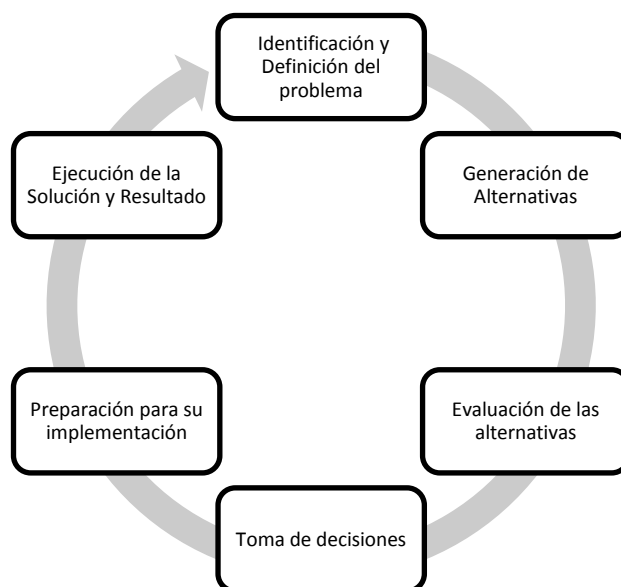 Identificación y
Definición del
problema
Generación de
Alternativas
Evaluación de las
alternativas
Toma de decisiones
Preparación para su
implementación
Ejecución de la
Solución y Resultado